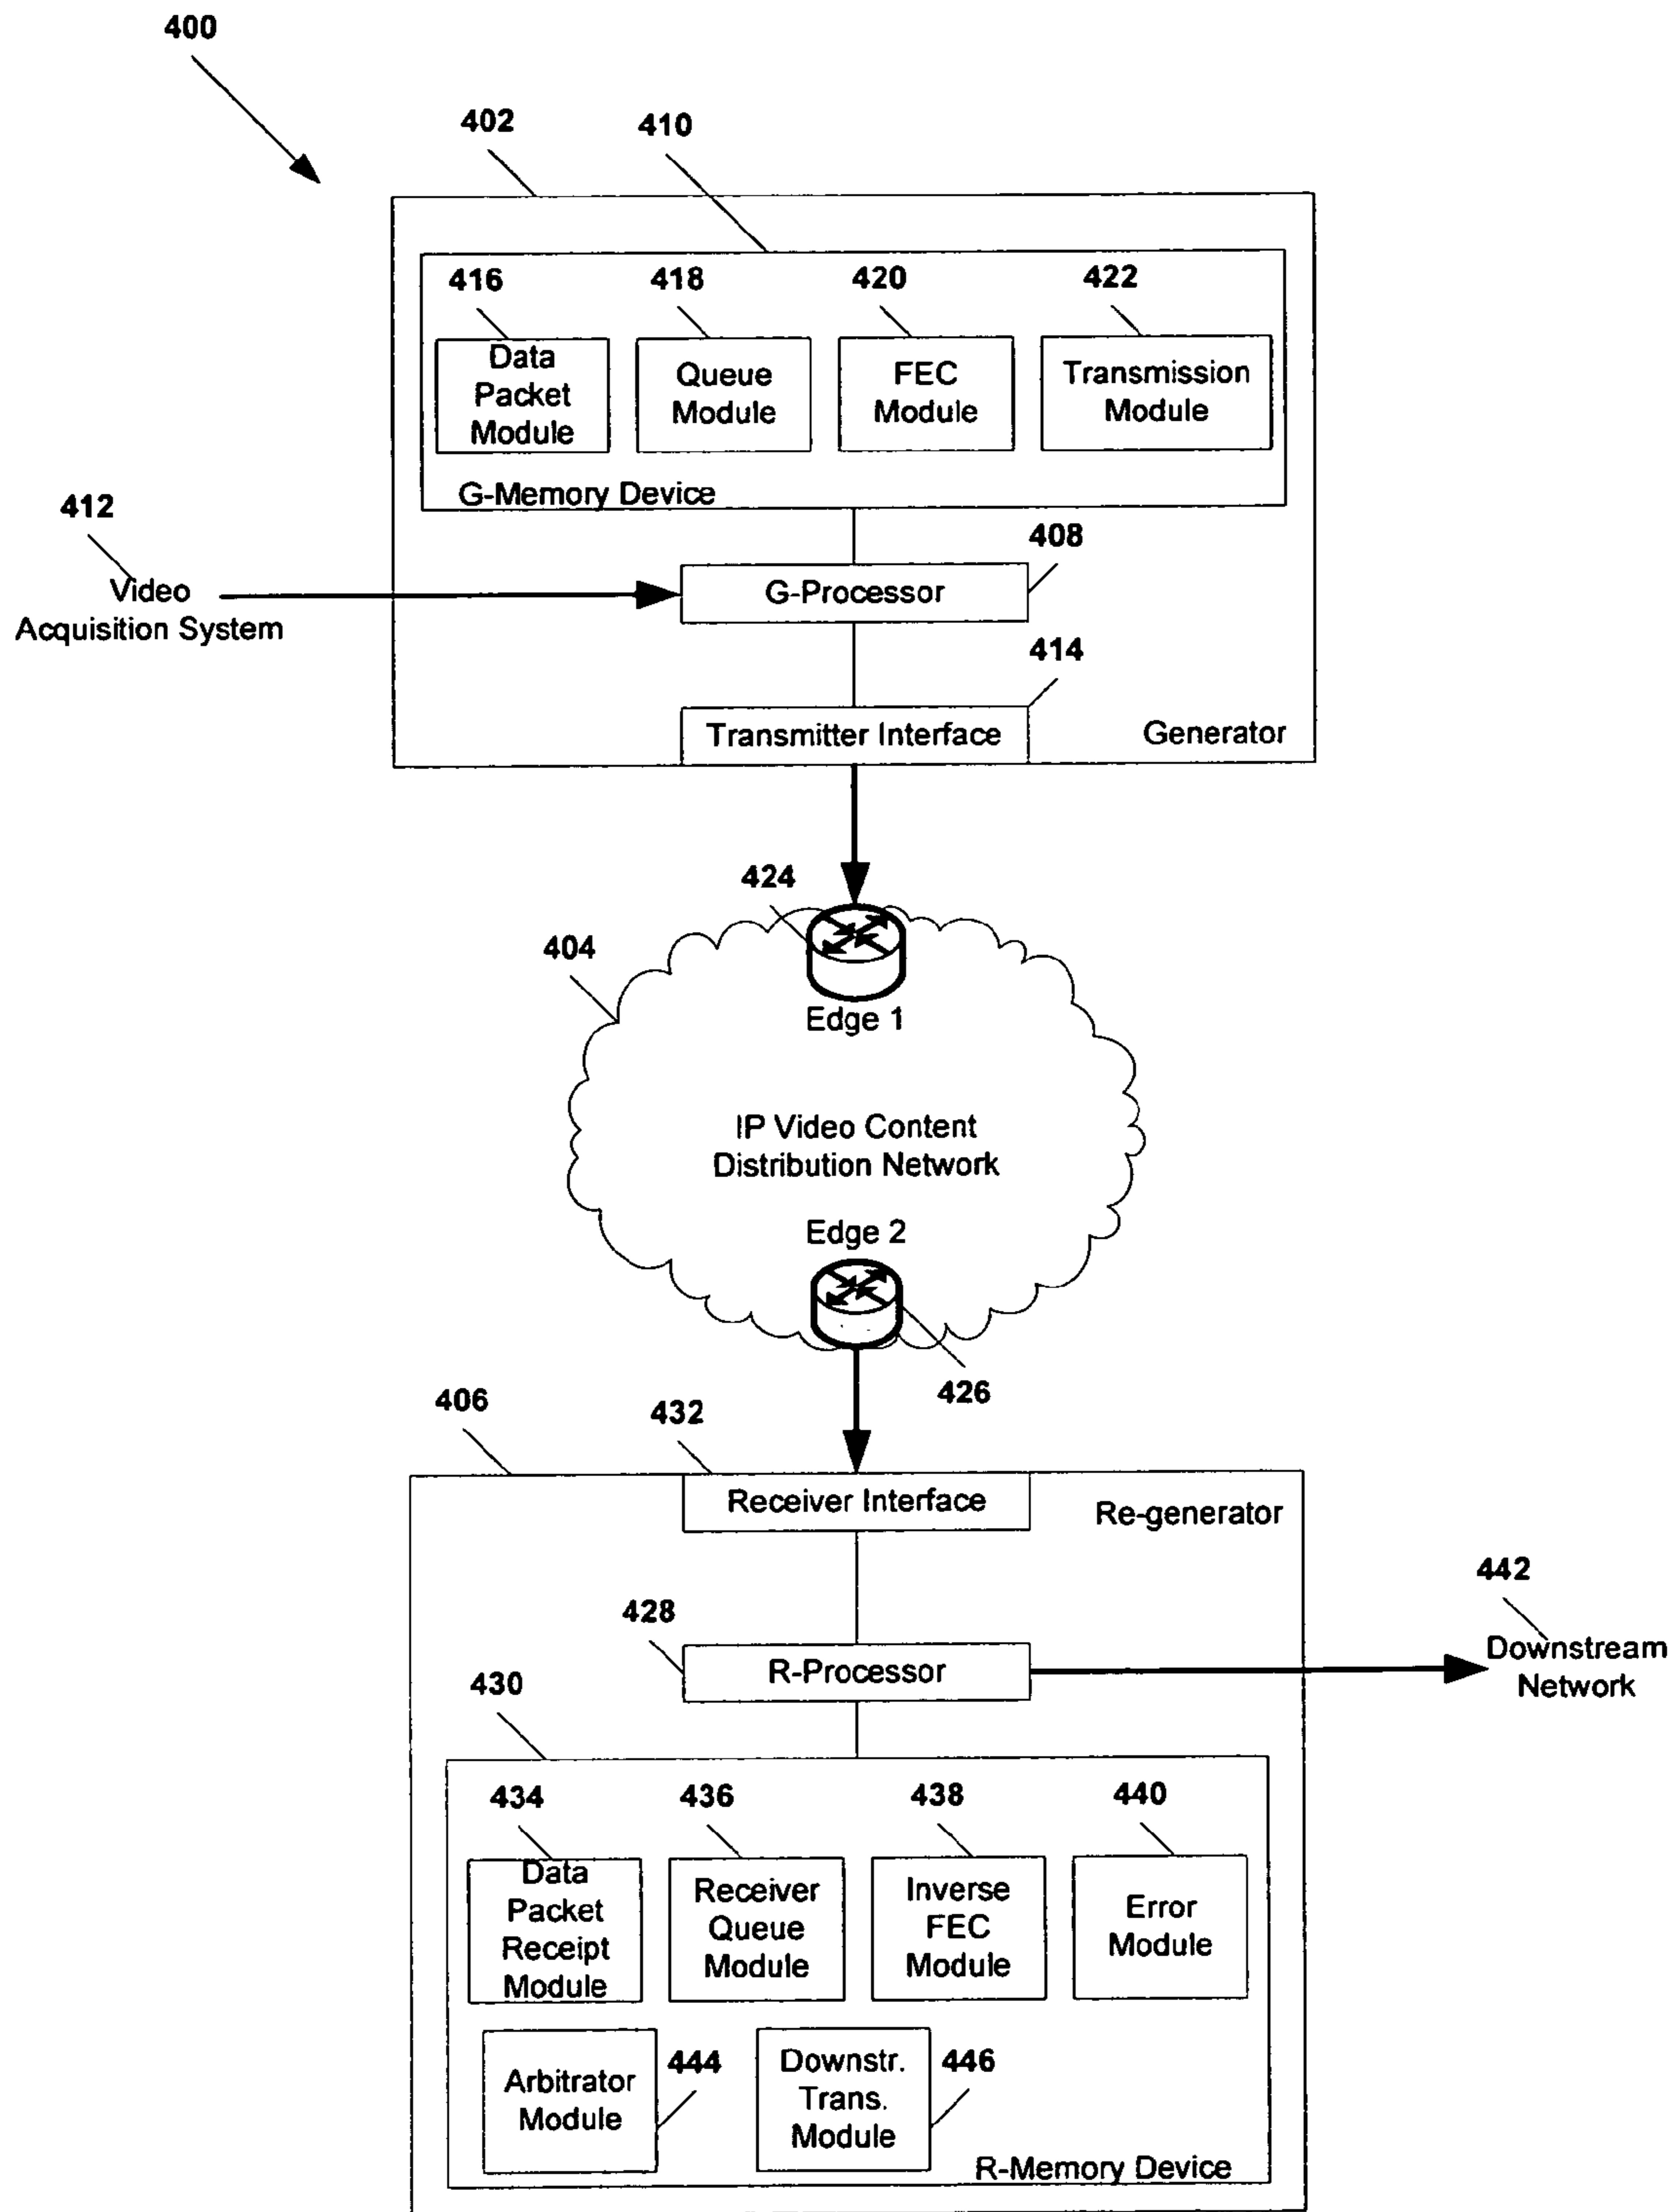 400
402
410
416
418
420
422
Data
Packet
Module
Queue
Module
FEC
Module
Transmission
Module
G-Memory Device
412
Video
Acquisition System
408
G-Processor
414
Transmitter Interface
Generator
424
404
Edge 1
IP Video Content
Distribution Network
Edge 2
426
406
432
Receiver Interface
Re-generator
442
Downstream
Network
428
R-Processor
430
434
436
438
440
Data
Packet
Receipt
Module
Receiver
Queue
Module
Inverse
FEC
Module
Error
Module
Arbitrator
Module
444
Downstr.
Trans.
Module
446
R-Memory Device